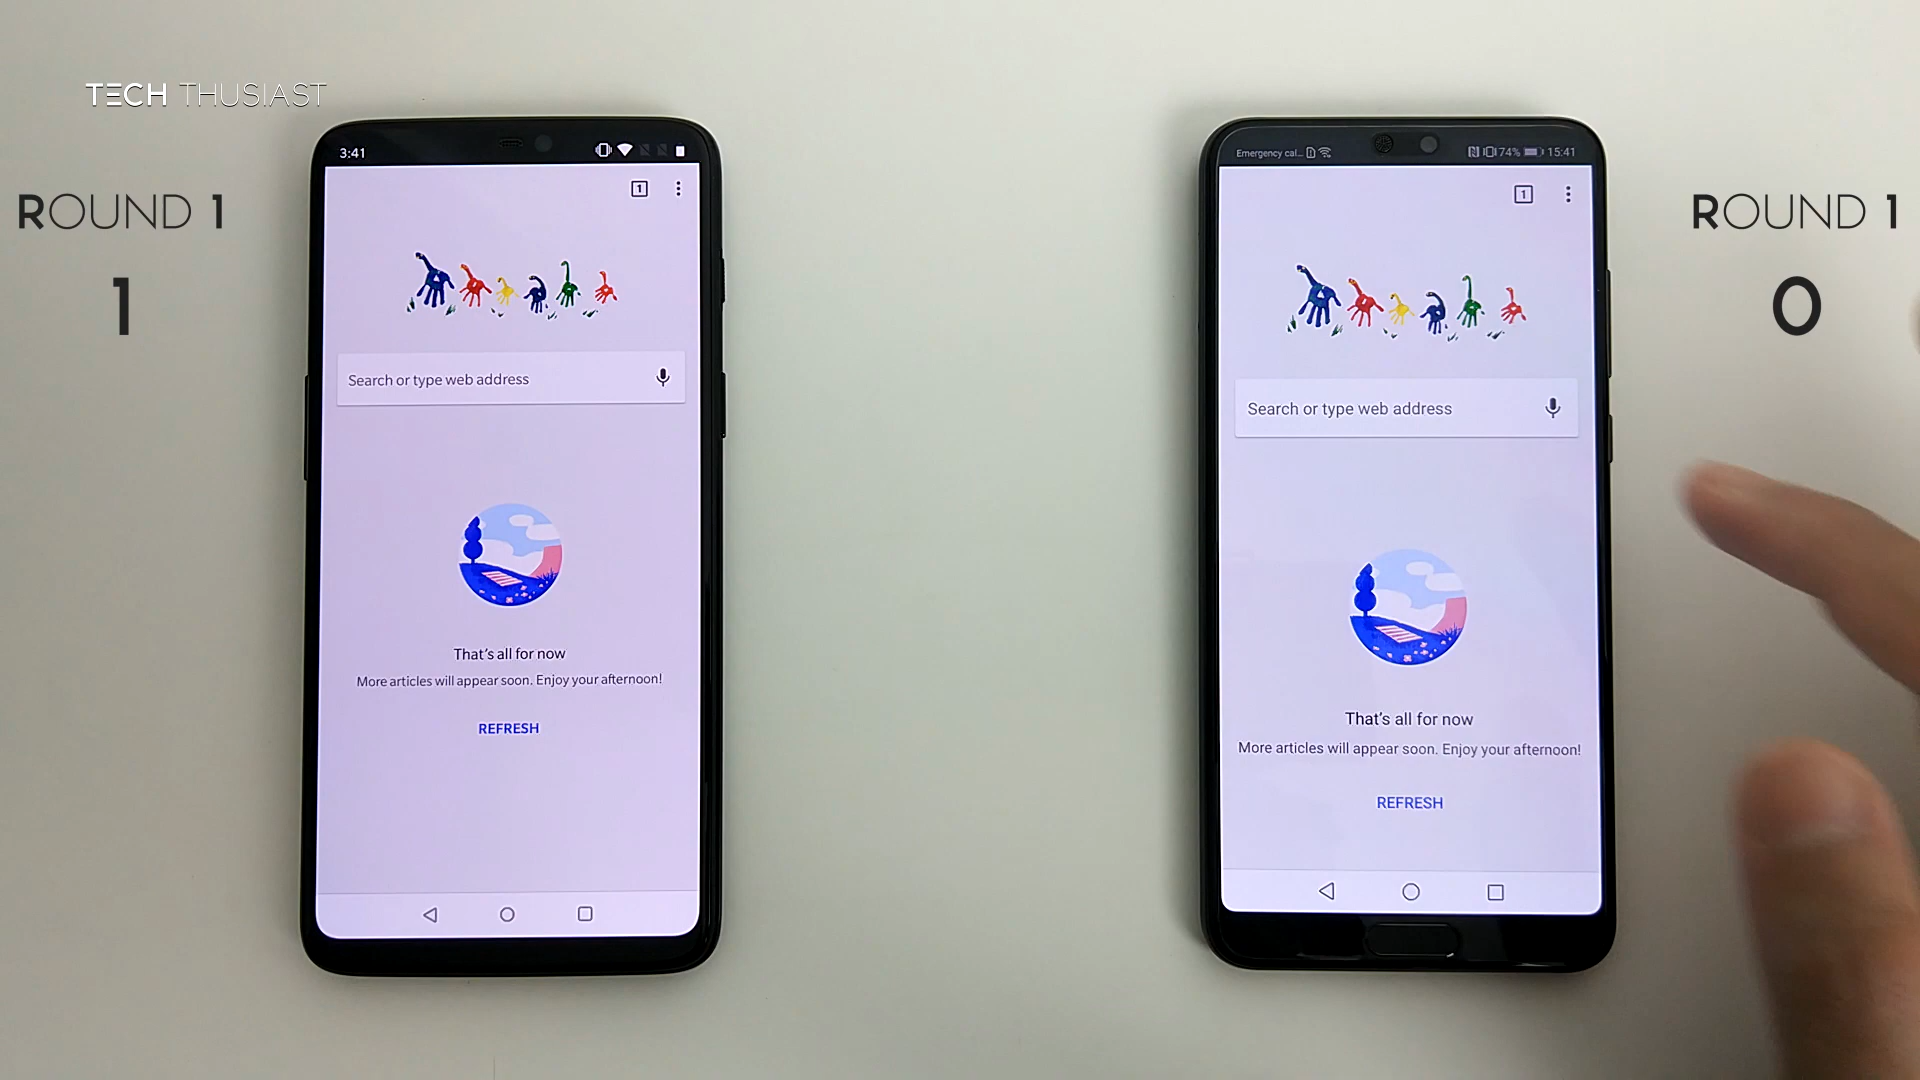 TECH THUSIAST
ROUND 1
1
3:41
1
Search or type web address
That's all for now
More articles will appear soon. Enjoy your afternoon!
REFRESH
Emergency cal... 74% 15:41
1
Search or type web address
That's all for now
More articles will appear soon. Enjoy your afternoon!
REFRESH
ROUND 1
0